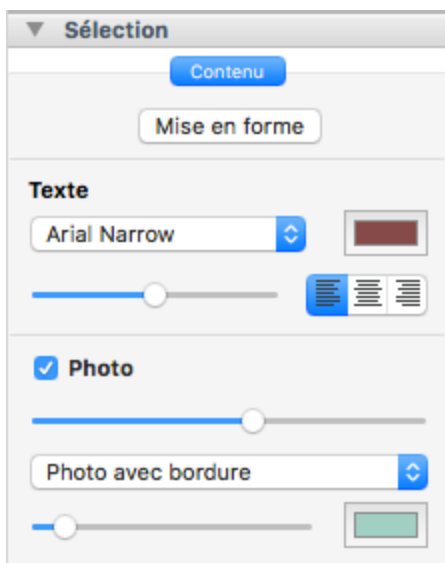 Sélection
Contenu
Mise en forme
Texte
Arial Narrow
Photo
Photo avec bordure